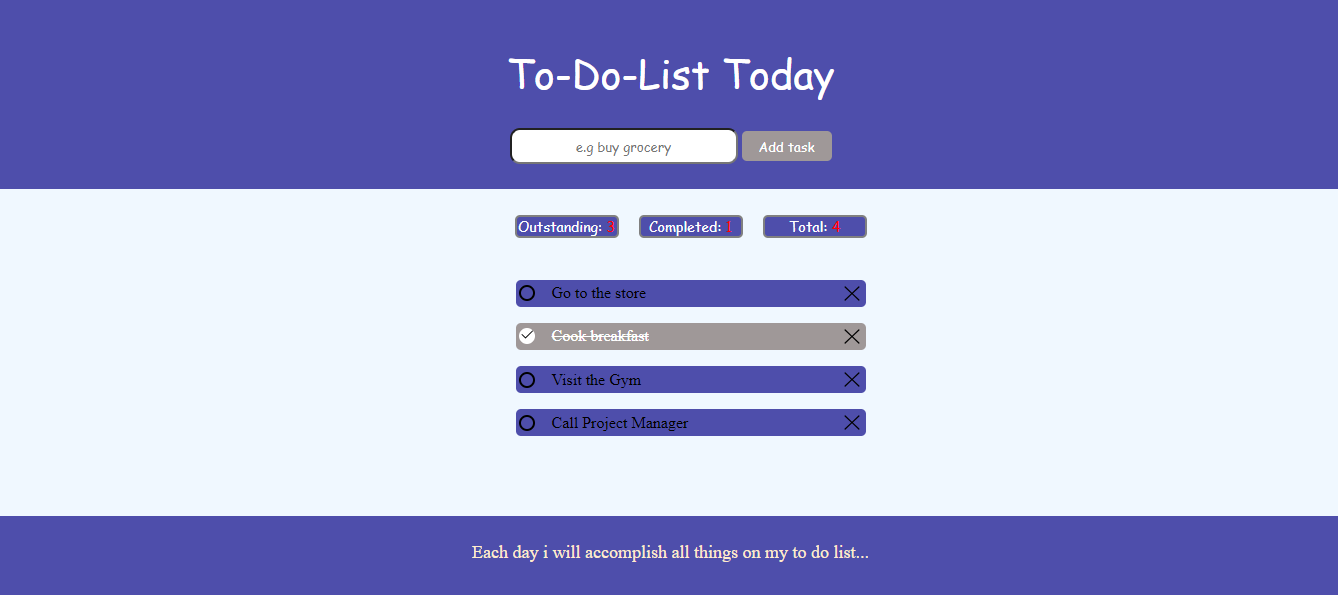 To-Do-List Today
e.g buy grocery
Add task
Outstanding: 3
Completed: 1
Total: 4
Go to the store
Cook breakfast
Visit the Gym
Call Project Manager
Each day i will accomplish all things on my to do list...